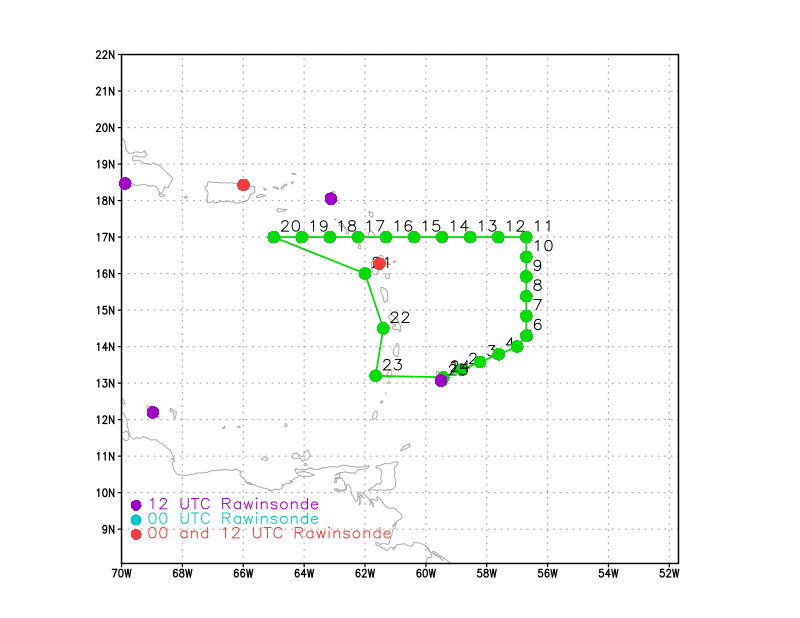 22N
21N
20N
19N
18N
20 19 18 17 16 15 14 13 12 11
17N
10
21
9
16N
8
7
15N
22
6
14N
4
3
2
23
25
13N
12N
11N
10N
12 UTC Rawinsonde
00 UTC Rawinsonde
9N
00 and 12 UTC Rawinsonde
70W 68W 66W 64W 62W 60W 58W 56W 54W 52W